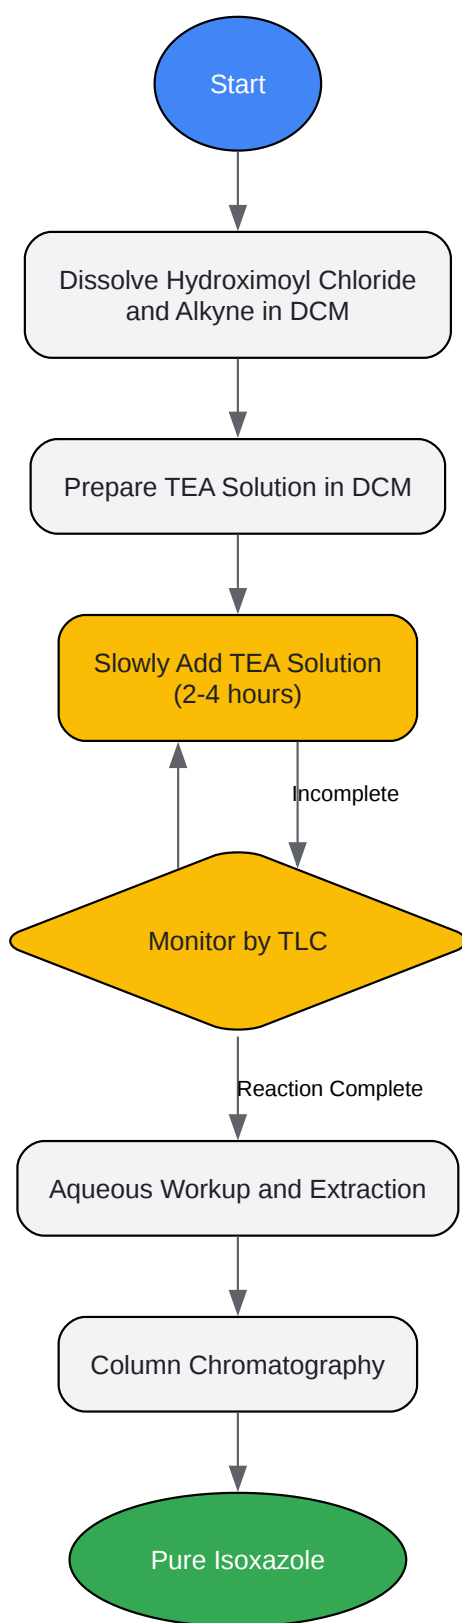 Start
Dissolve Hydroximoyl Chloride
and Alkyne in DCM
Prepare TEA Solution in DCM
Slowly Add TEA Solution
(2-4 hours)
Incomplete
Monitor by TLC
Reaction Complete
Aqueous Workup and Extraction
Column Chromatography
Pure Isoxazole